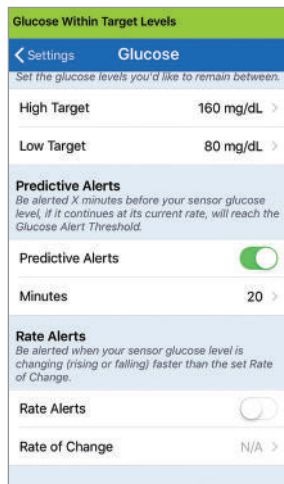 Glucose Within Target Levels
Settings Glucose
Set the glucose levels you'd like to remain between.
High Target 160 mg/dL
Low Target 80 mg/dL
Predictive Alerts
Be alerted X minutes before your sensor glucose
level, if it continues at its current rate, will reach the
Glucose Alert Threshold.
Predictive Alerts
Minutes 20
Rate Alerts
Be alerted when your sensor glucose level is
changing (rising or falling) faster than the set Rate
of Change.
Rate Alerts
Rate of Change N/A